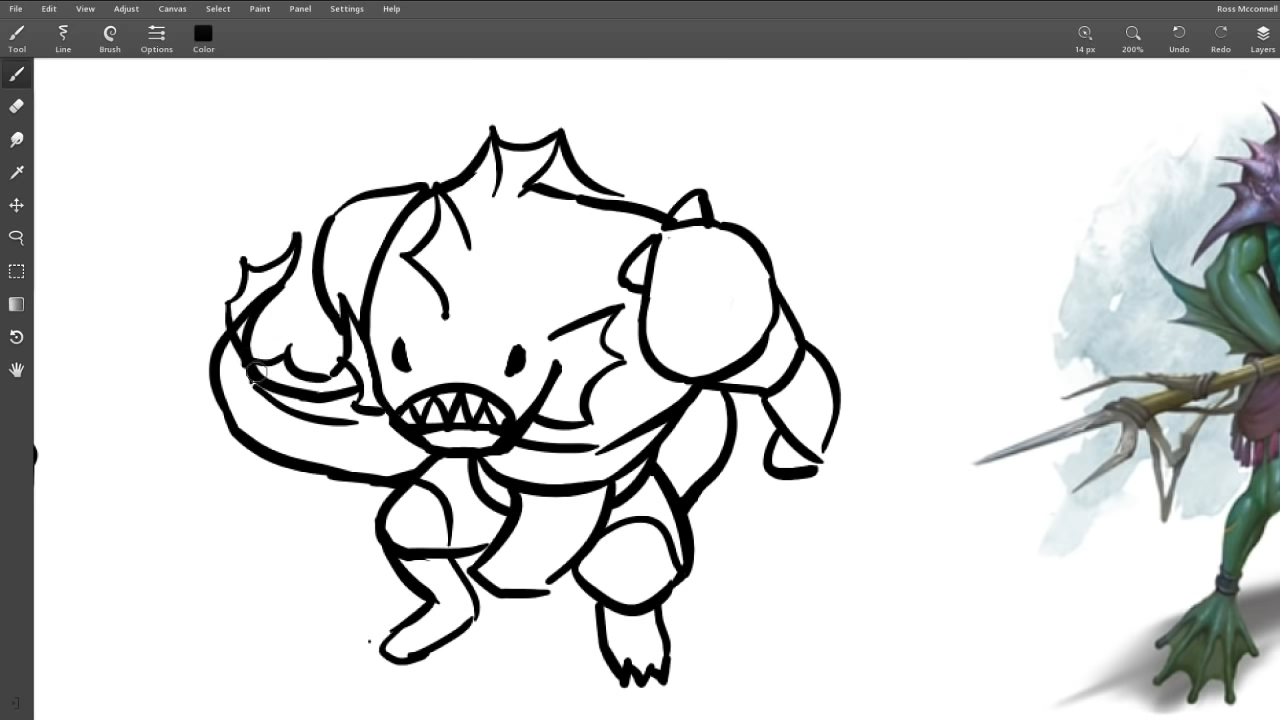 File Edit View Adjust Canvas Select Paint Panel Settings Help Ross Mcconnell
Tool Line Brush Options Color 14 px 200% Undo Redo Layers